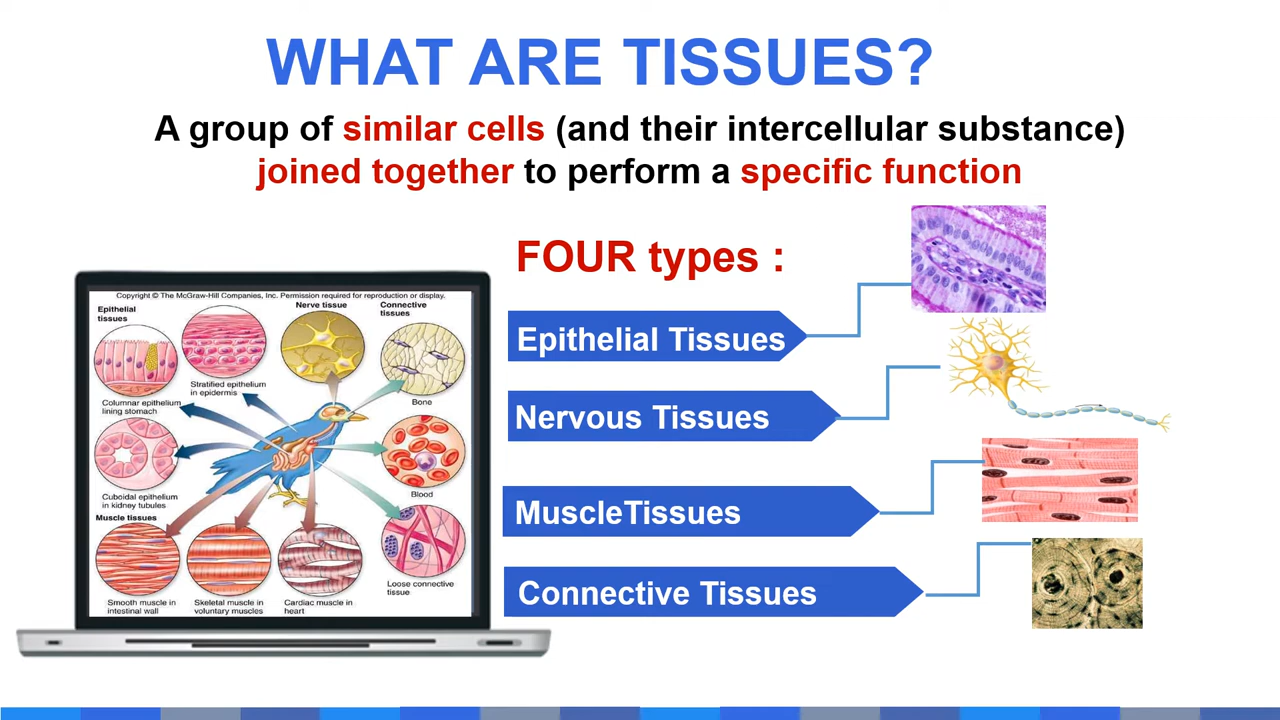 WHAT ARE TISSUES?
A group of similar cells (and their intercellular substance)
joined together to perform a specific function
FOUR types :
Epithelial Tissues
Nervous Tissues
MuscleTissues
Connective Tissues
Copyright © The McGraw-Hill Companies, Inc. Permission required for reproduction or display.
Epithelial
tissues
Nerve tissue
Connective
tissues
Stratified epithelium
in epidermis
Columnar epithelium
lining stomach
Bone
Cuboidal epithelium
in kidney tubules
Blood
Muscle tissues
Loose connective
tissue
Smooth muscle in
intestinal wall
Skeletal muscle in
voluntary muscles
Cardiac muscle in
heart